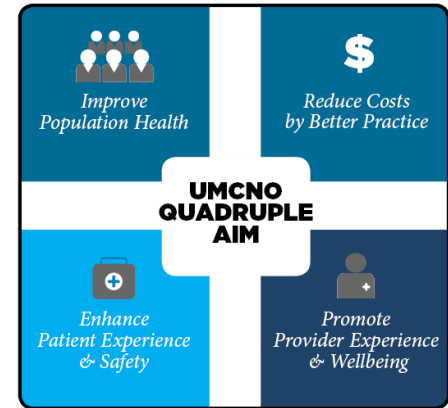 Improve
Population Health
$
Reduce Costs
by Better Practice
UMCNO
QUADRUPLE
AIM
Enhance
Patient Experience
& Safety
Promote
Provider Experience
& Wellbeing